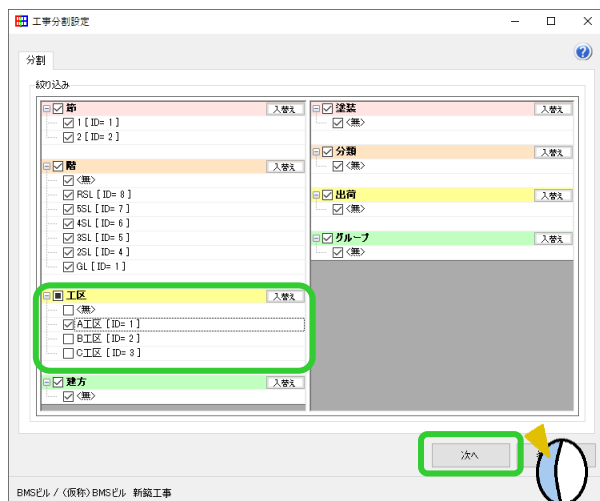 工事分割設定
分割
絞り込み
節 入替え
1 [ ID= 1 ]
2 [ ID= 2 ]
階 入替え
<無>
RSL [ ID= 8 ]
5SL [ ID= 7 ]
4SL [ ID= 6 ]
3SL [ ID= 5 ]
2SL [ ID= 4 ]
GL [ ID= 1 ]
工区 入替え
<無>
A工区 [ ID= 1 ]
B工区 [ ID= 2 ]
C工区 [ ID= 3 ]
建方 入替え
<無>
塗装 入替え
<無>
分類 入替え
<無>
出荷 入替え
<無>
グループ 入替え
<無>
次へ
BMSビル / (仮称)BMSビル 新築工事